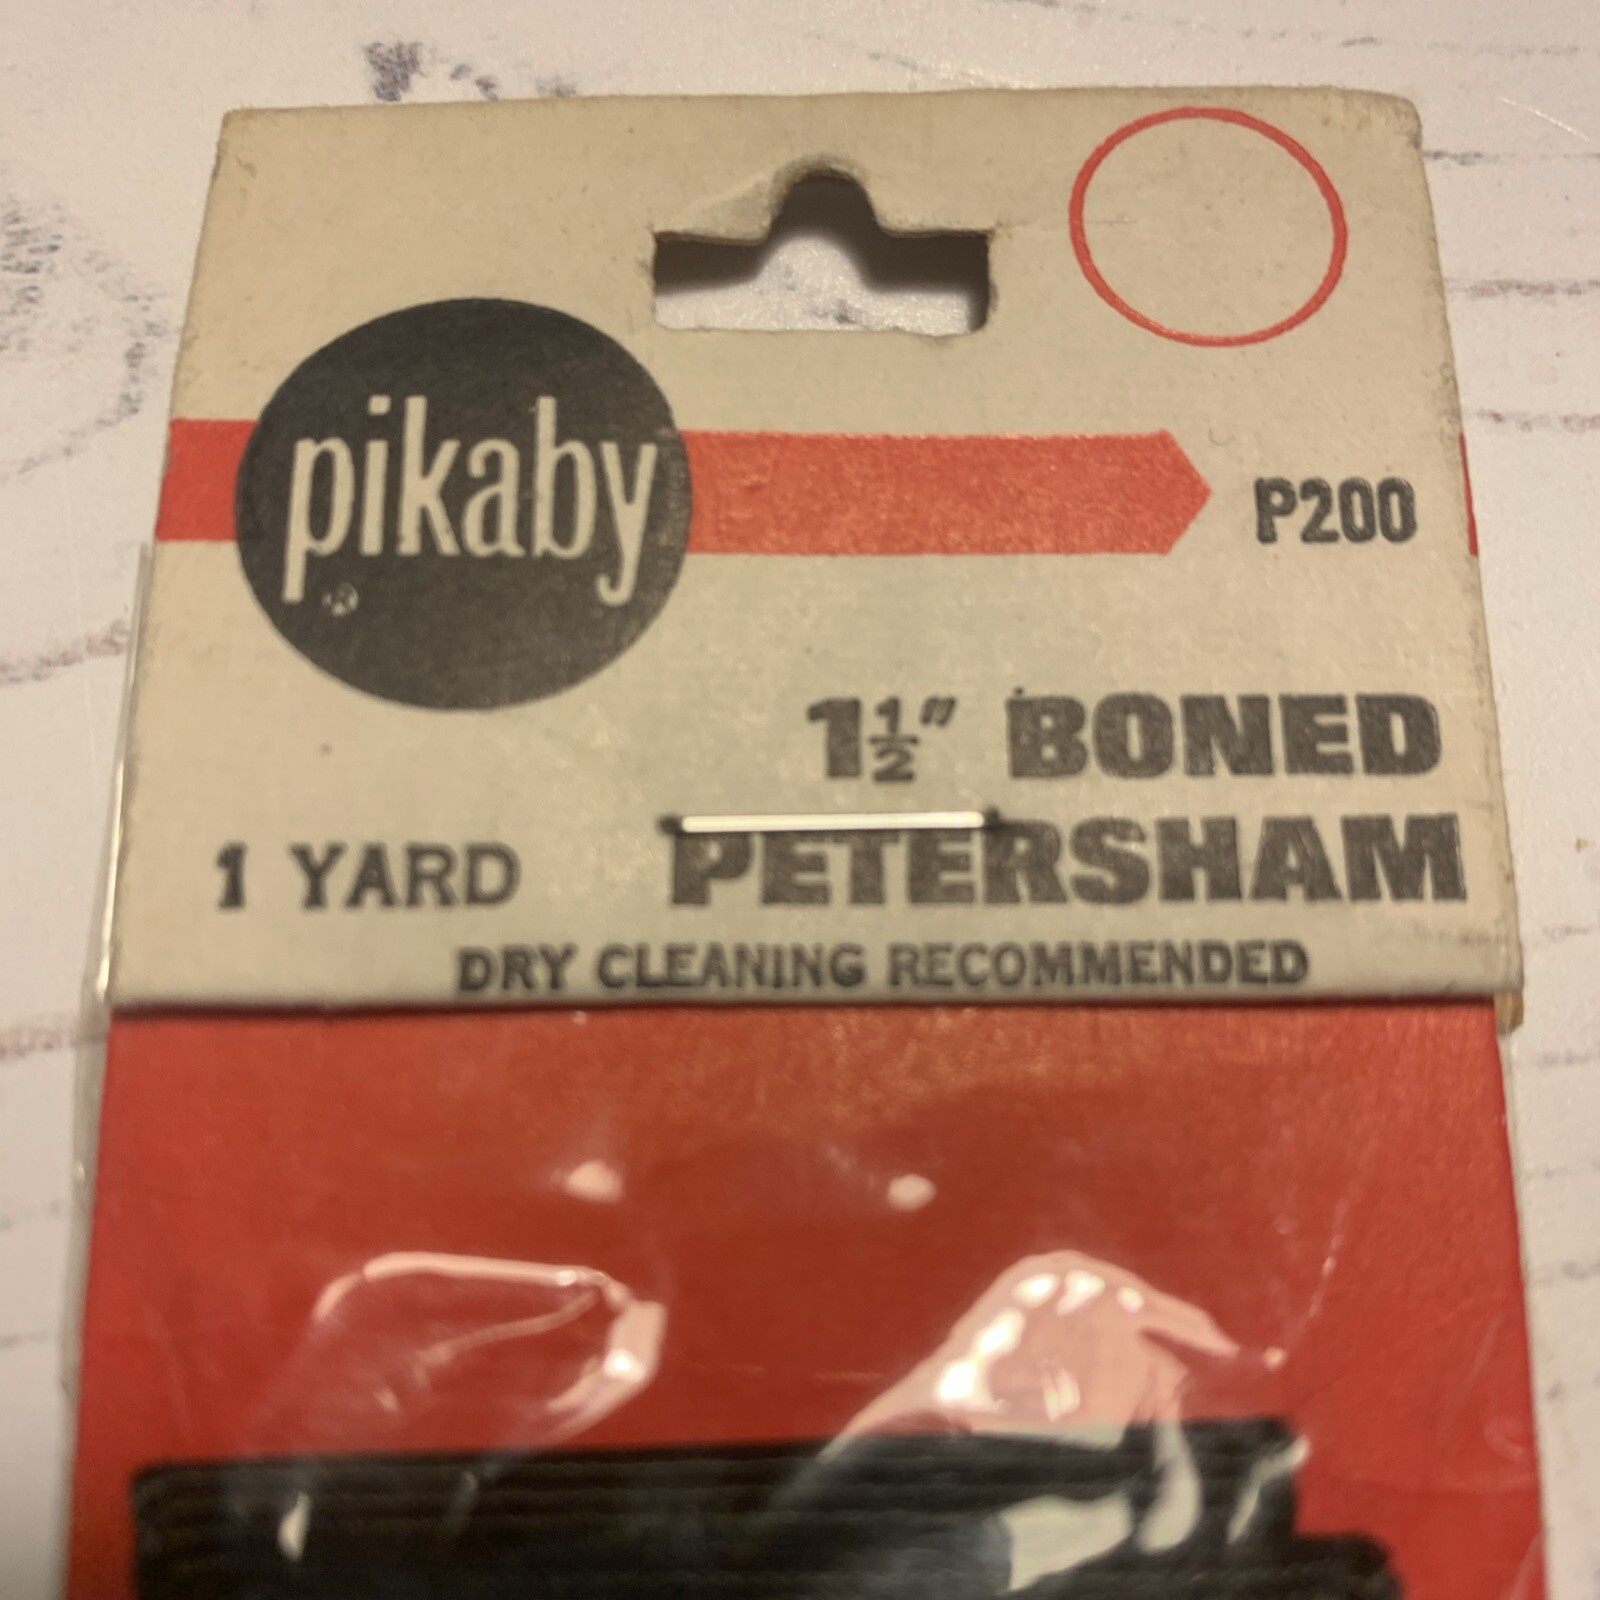 pikaby
®
P200
1½" BONED
1 YARD PETERSHAM
DRY CLEANING RECOMMENDED